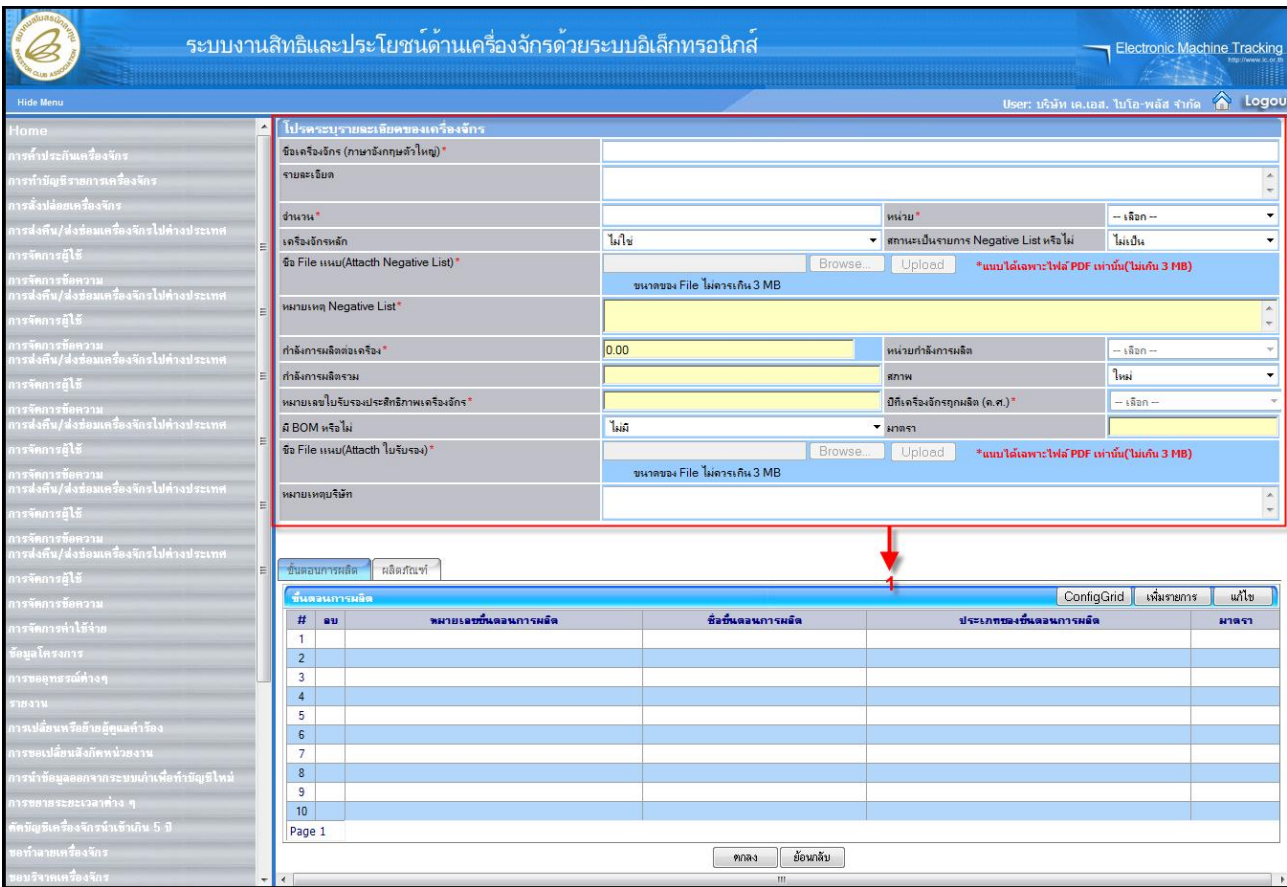 ระบบงานสิทธิและประโยชน์ด้านเครื่องจักรด้วยระบบอิเล็กทรอนิกส์
Electronic Machine Tracking
http://www.ic.or.th
Hide Menu
User: บริษัท เค.เอส. ไบโอ-พลัส จำกัด Logou
Home
การค้ำประกันเครื่องจักร
การทำบัญชีรายการเครื่องจักร
การสั่งปล่อยเครื่องจักร
การส่งคืน/ส่งซ่อมเครื่องจักรไปต่างประเทศ
การจัดการผู้ใช้
การจัดการข้อความ
การส่งคืน/ส่งซ่อมเครื่องจักรไปต่างประเทศ
การจัดการผู้ใช้
การจัดการข้อความ
การส่งคืน/ส่งซ่อมเครื่องจักรไปต่างประเทศ
การจัดการผู้ใช้
การจัดการข้อความ
การส่งคืน/ส่งซ่อมเครื่องจักรไปต่างประเทศ
การจัดการผู้ใช้
การจัดการข้อความ
การส่งคืน/ส่งซ่อมเครื่องจักรไปต่างประเทศ
การจัดการผู้ใช้
การจัดการข้อความ
การส่งคืน/ส่งซ่อมเครื่องจักรไปต่างประเทศ
การจัดการผู้ใช้
การจัดการข้อความ
การจัดการค่าใช้จ่าย
ข้อมูลโครงการ
การขออุทธรณ์ต่างๆ
รายงาน
การเปลี่ยนหรือย้ายผู้ดูแลคำร้อง
การขอเปลี่ยนสังกัดหน่วยงาน
การนำข้อมูลออกจากระบบเก่าเพื่อทำบัญชีใหม่
การขยายระยะเวลาต่าง ๆ
ตัดบัญชีเครื่องจักรนำเข้าเกิน 5 ปี
ขอทำลายเครื่องจักร
ขอบริจาคเครื่องจักร
โปรดระบุรายละเอียดของเครื่องจักร
ชื่อเครื่องจักร (ภาษาอังกฤษตัวใหญ่)*
รายละเอียด
จำนวน* หน่วย* -- เลือก --
เครื่องจักรหลัก ไม่ใช่ สถานะเป็นรายการ Negative List หรือไม่ ไม่เป็น
ชื่อ File แนบ(Attacth Negative List)* Browse... Upload *แนบได้เฉพาะไฟล์ PDF เท่านั้น(ไม่เกิน 3 MB)
ขนาดของ File ไม่ควรเกิน 3 MB
หมายเหตุ Negative List*
กำลังการผลิตต่อเครื่อง* 0.00 หน่วยกำลังการผลิต -- เลือก --
กำลังการผลิตรวม สภาพ ใหม่
หมายเลขใบรับรองประสิทธิภาพเครื่องจักร* ปีที่เครื่องจักรถูกผลิต (ค.ศ.)* -- เลือก --
มี BOM หรือไม่ ไม่มี มาตรา
ชื่อ File แนบ(Attacth ใบรับรอง)* Browse... Upload *แนบได้เฉพาะไฟล์ PDF เท่านั้น(ไม่เกิน 3 MB)
ขนาดของ File ไม่ควรเกิน 3 MB
หมายเหตุบริษัท
1
ขั้นตอนการผลิต ผลิตภัณฑ์
ขั้นตอนการผลิต ConfigGrid เพิ่มรายการ แก้ไข
# ลบ หมายเลขขั้นตอนการผลิต ชื่อขั้นตอนการผลิต ประเภทของขั้นตอนการผลิต มาตรา
1
2
3
4
5
6
7
8
9
10
Page 1
ตกลง ย้อนกลับ